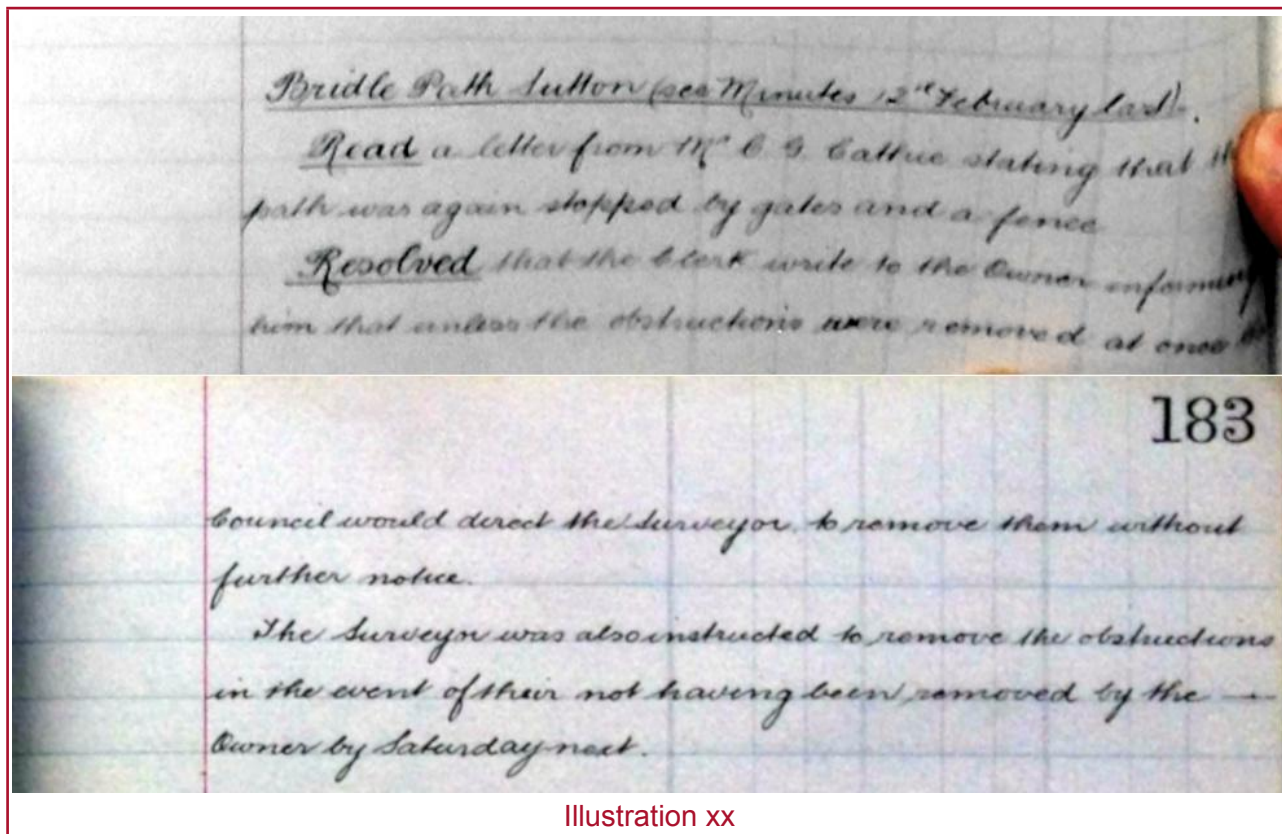 Bridle Path Sutton (see Minutes 12th February last).
Read a letter from Mr C. G. Cattue stating that the
path was again stopped by gates and a fence
Resolved that the Clerk write to the Owner informing
him that unless the obstructions were removed at once the
183
Council would direct the Surveyor to remove them without
further notice.
The Surveyor was also instructed to remove the obstructions
in the event of their not having been removed by the —
Owner by Saturday next.
Illustration xx